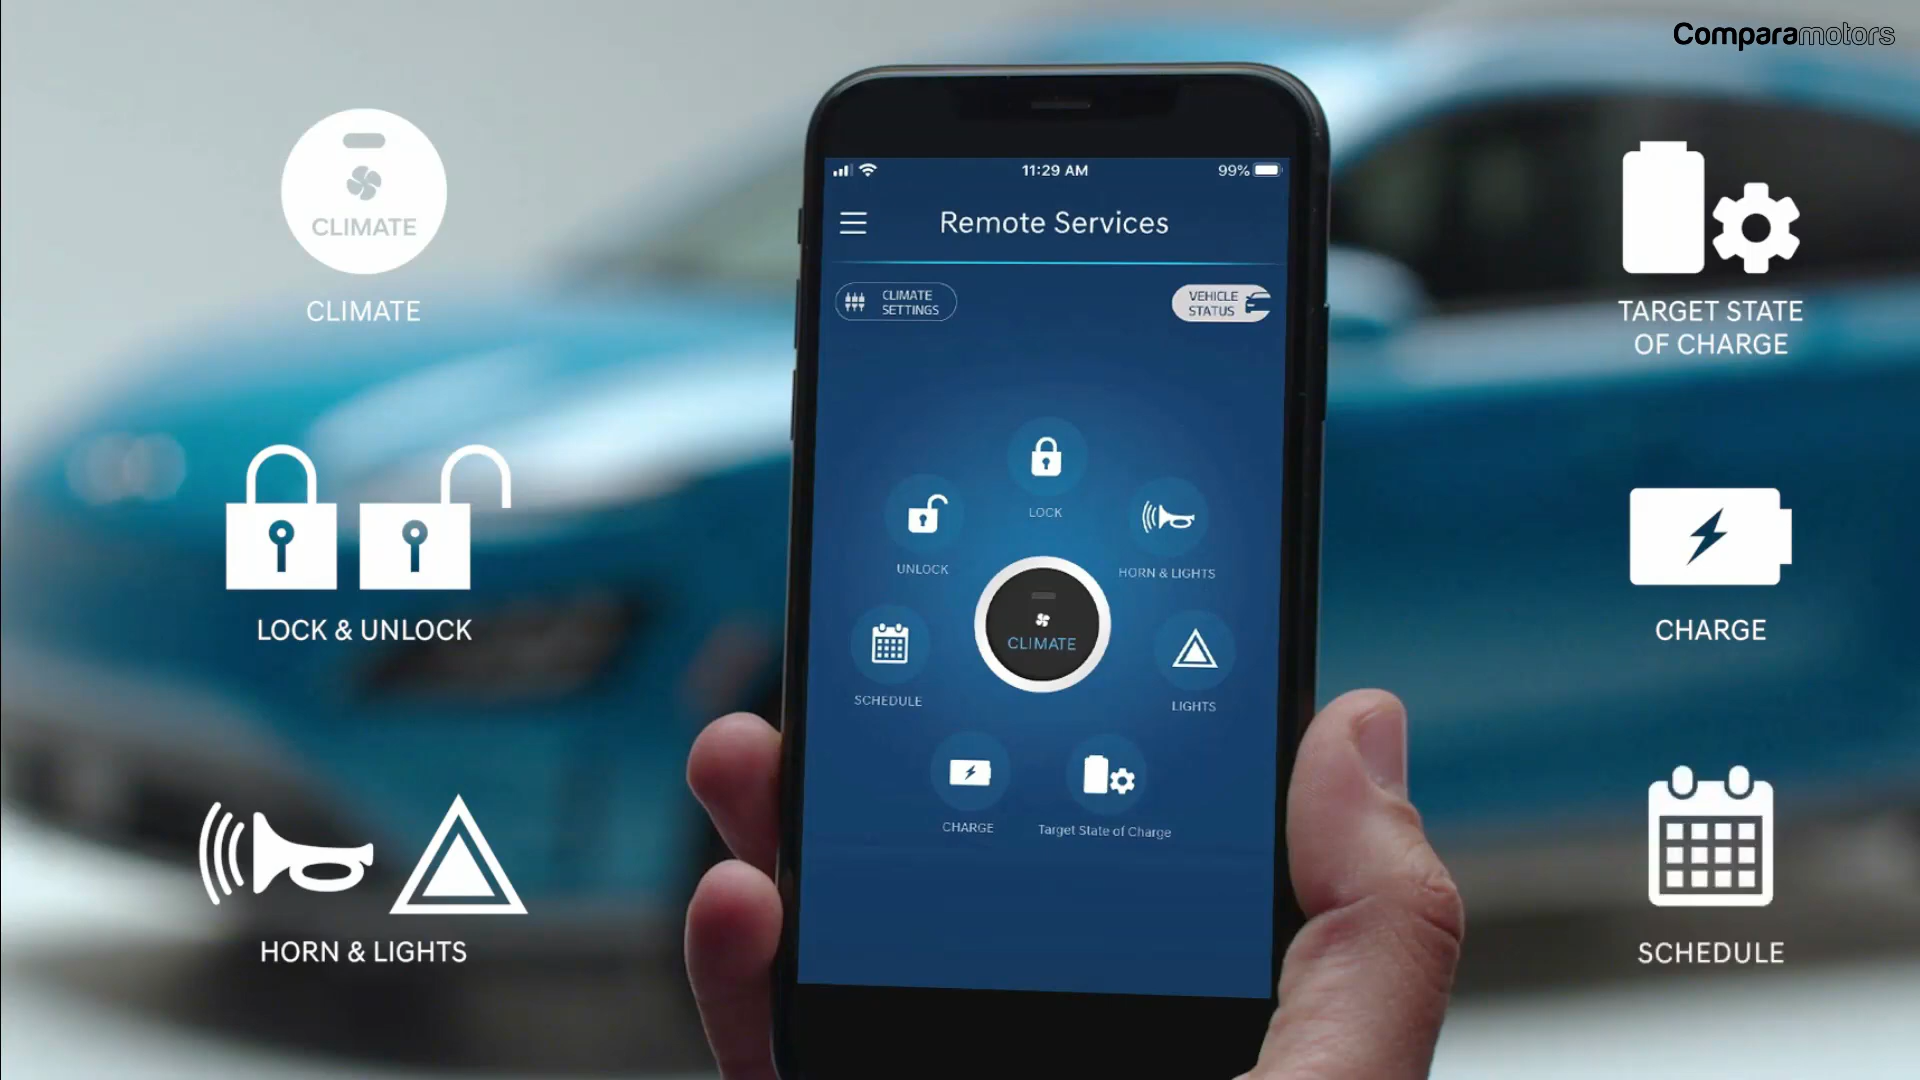 Comparamotors
CLIMATE
CLIMATE
LOCK & UNLOCK
HORN & LIGHTS
11:29 AM
99%
Remote Services
CLIMATE
SETTINGS
VEHICLE
STATUS
LOCK
UNLOCK
HORN & LIGHTS
CLIMATE
SCHEDULE
LIGHTS
CHARGE
Target State of Charge
TARGET STATE
OF CHARGE
CHARGE
SCHEDULE